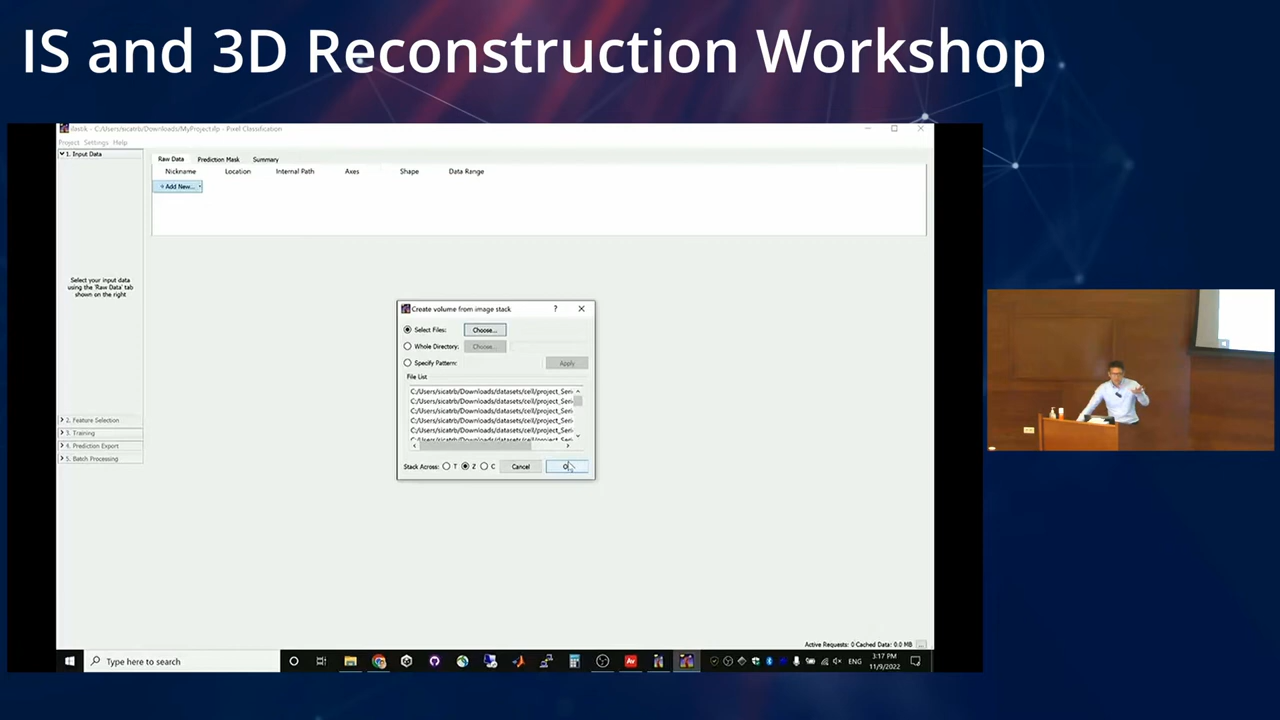 IS and 3D Reconstruction Workshop
ilastik - C:/Users/sicatrb/Downloads/MyProject.ilp - Pixel Classification
Project Settings Help
1. Input Data
Raw Data Prediction Mask Summary
Nickname Location Internal Path Axes Shape Data Range
+ Add New...
Select your input data
using the 'Raw Data' tab
shown on the right
Create volume from image stack ?
Select Files: Choose...
Whole Directory: Choose...
Specify Pattern: Apply
File List
C:/Users/sicatrb/Downloads/datasets/cell/project_Seri
C:/Users/sicatrb/Downloads/datasets/cell/project_Seri
C:/Users/sicatrb/Downloads/datasets/cell/project_Seri
C:/Users/sicatrb/Downloads/datasets/cell/project_Seri
C:/Users/sicatrb/Downloads/datasets/cell/project_Seri
C:/Users/sicatrb/Downloads/datasets/cell/project_Seri
Stack Across: T Z C Cancel
2. Feature Selection
3. Training
4. Prediction Export
5. Batch Processing
Active Requests: 0 Cached Data: 0.0 MB
Type here to search
ENG
3:17 PM
11/9/2022